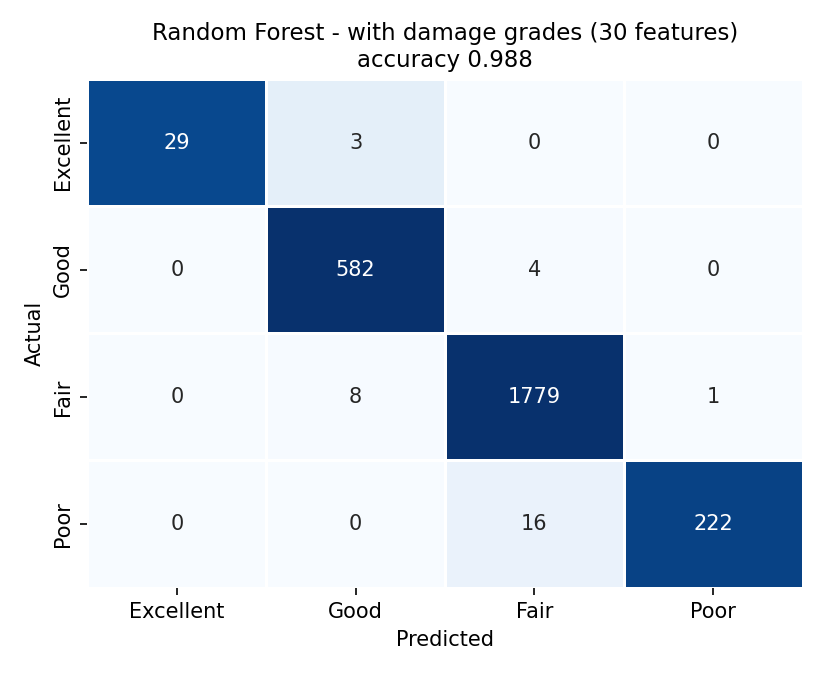 Random Forest - with damage grades (30 features)
accuracy 0.988
Actual
Excellent 29 3 0 0
Good 0 582 4 0
Fair 0 8 1779 1
Poor 0 0 16 222
Excellent Good Fair Poor
Predicted